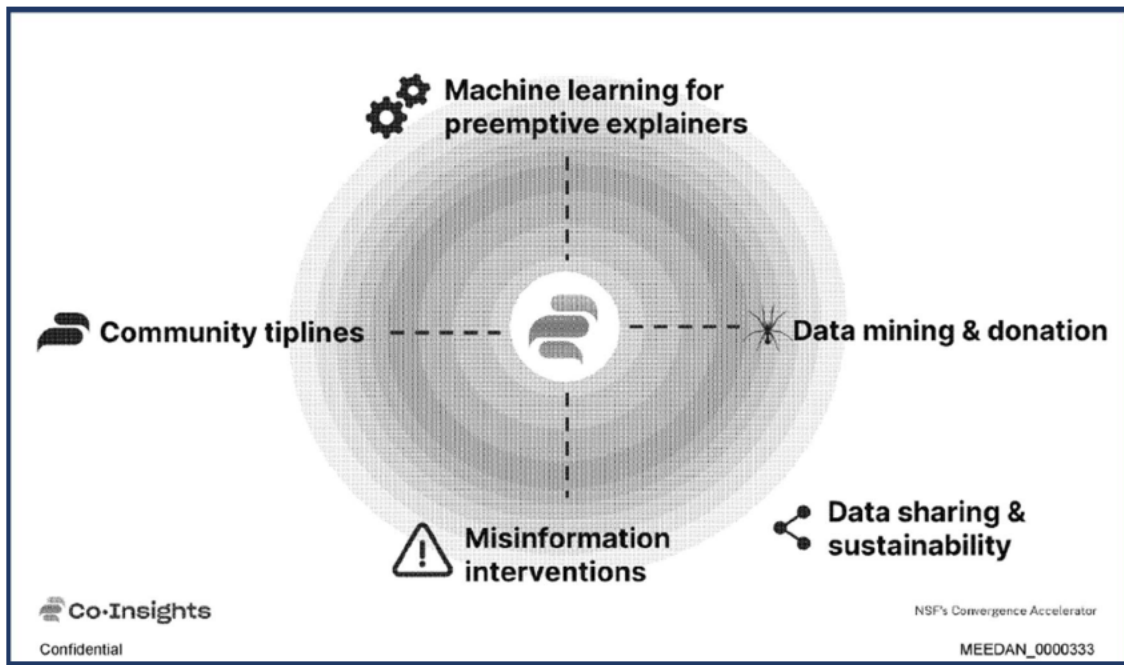 Machine learning for
preemptive explainers
Community tiplines
Data mining & donation
Misinformation
interventions
Data sharing &
sustainability
Co·Insights
NSF's Convergence Accelerator
Confidential
MEEDAN_0000333